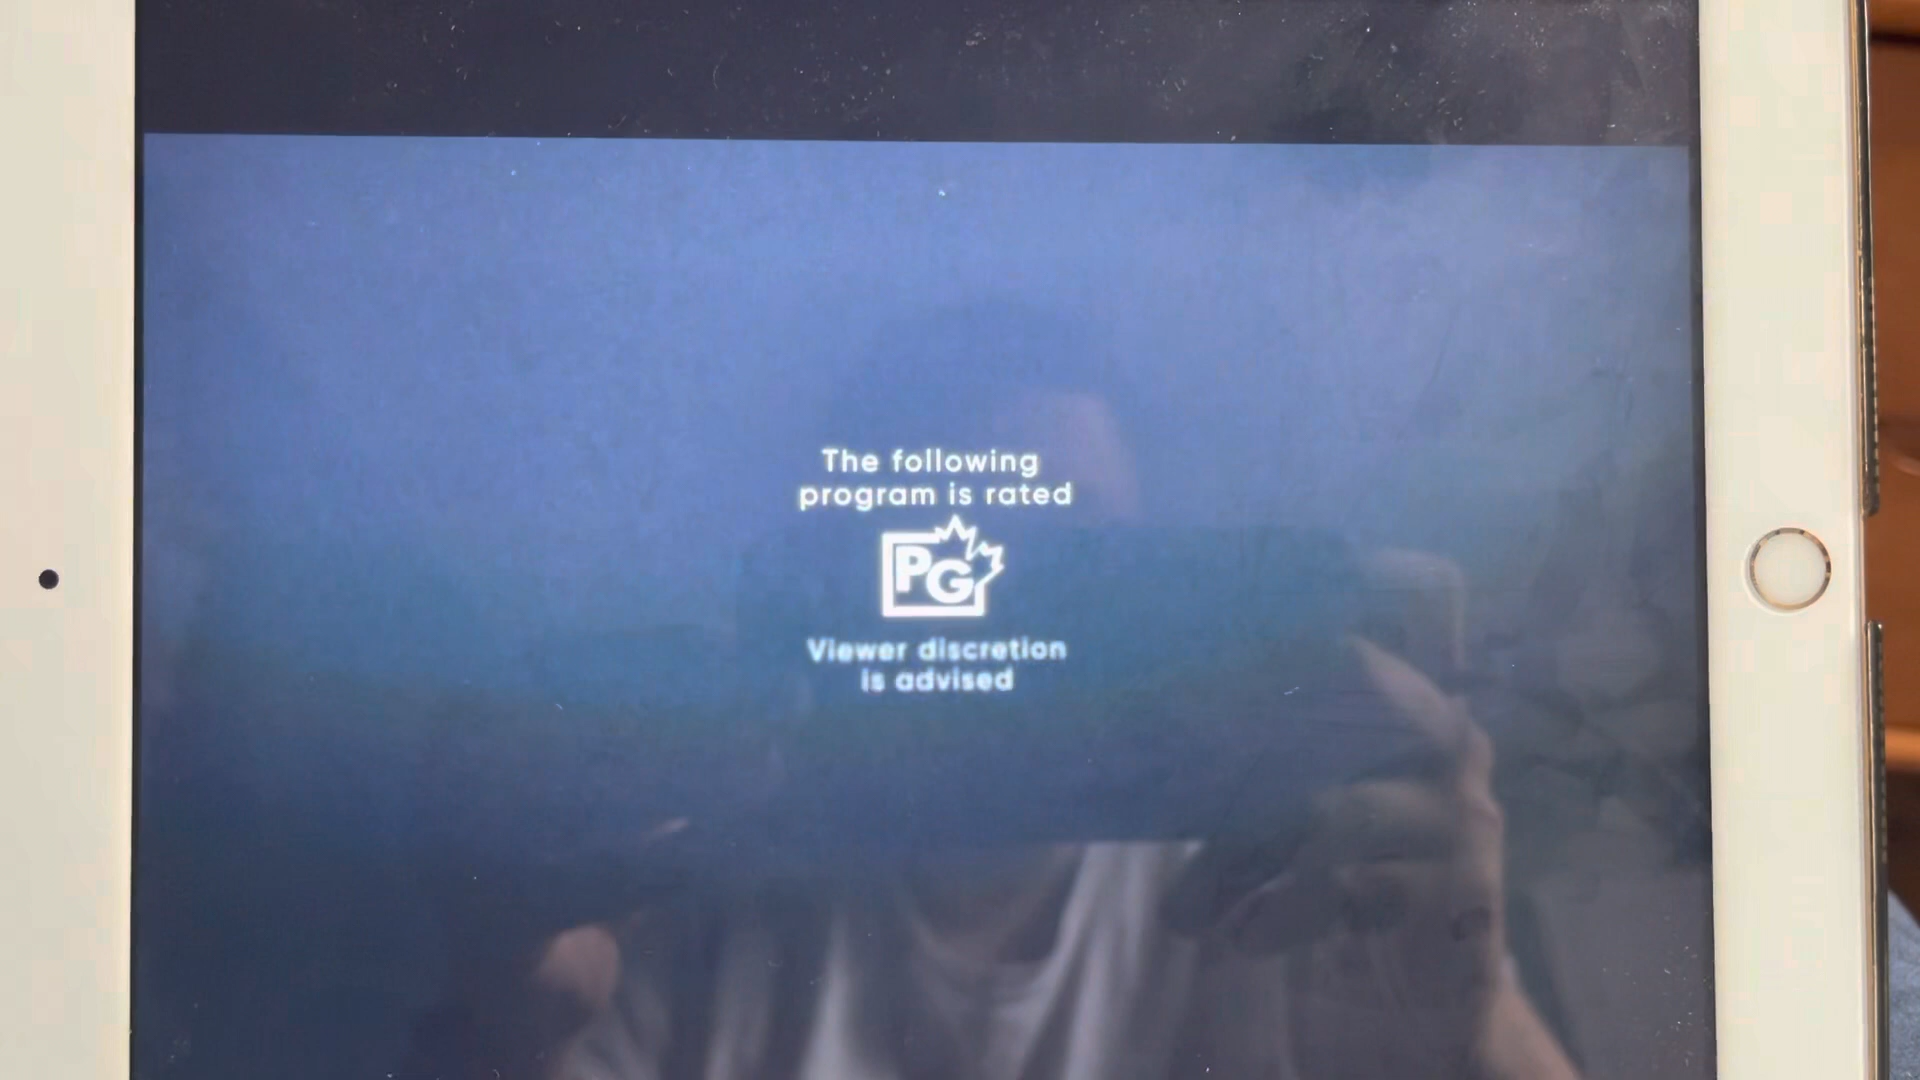 The following
program is rated
PG
Viewer discretion
is advised